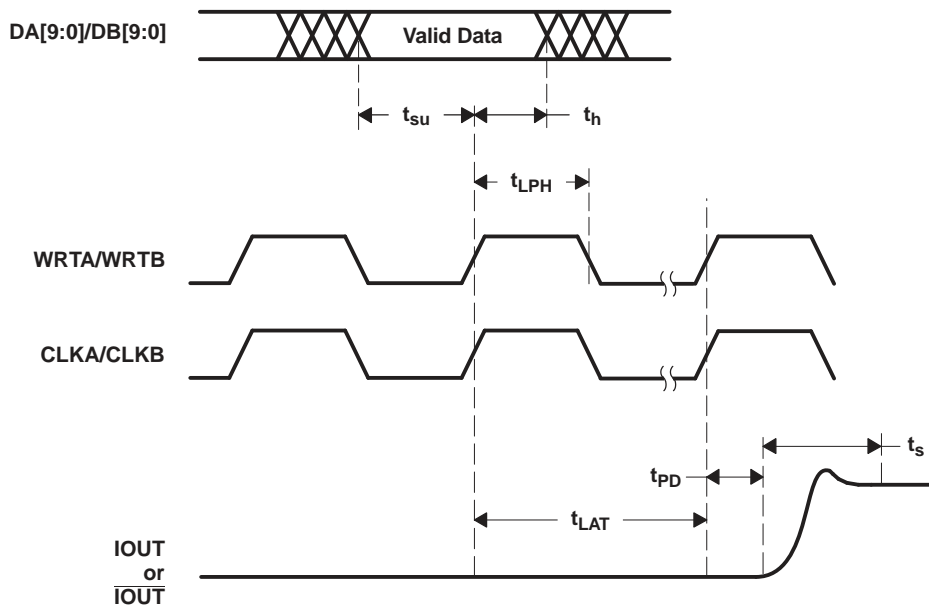 DA[9:0]/DB[9:0]
Valid Data
tsu
th
tLPH
WRTA/WRTB
CLKA/CLKB
ts
tPD
tLAT
IOUT
or
IOUT